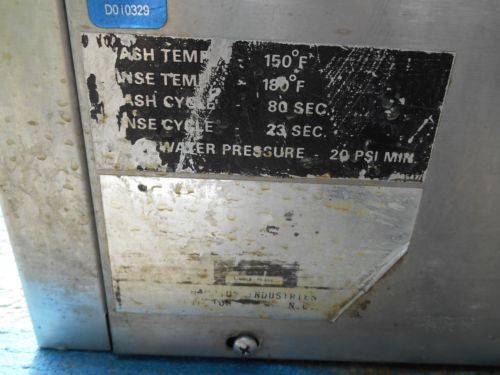 D010329
ASH TEMP 150°F
NSE TEMP 180°F
ASH CYCLE 80 SEC.
NSE CYCLE 23 SEC.
WATER PRESSURE 20 PSI MIN.
INDUSTRIES
N.C.